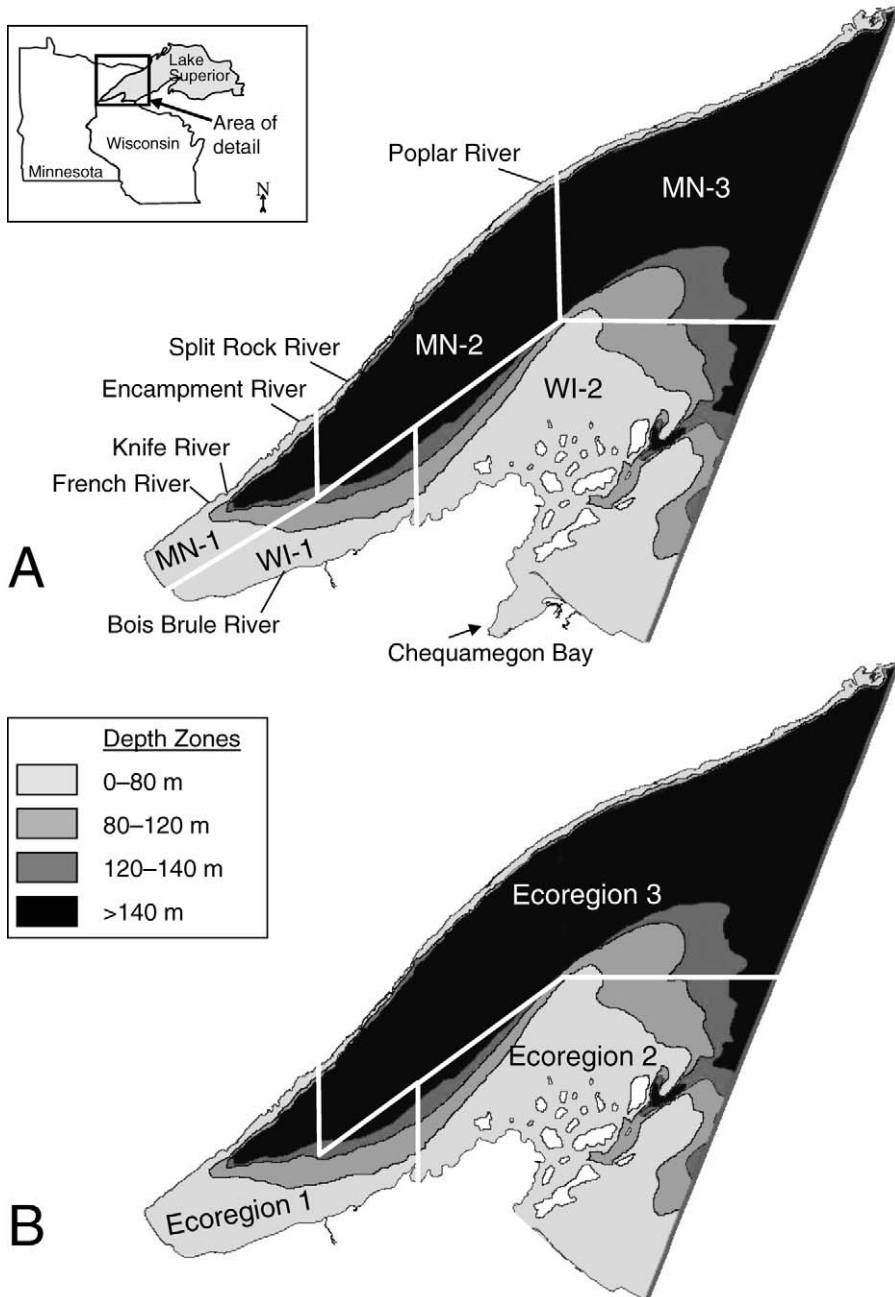 Lake
Superior
Area of
detail
Wisconsin
Minnesota
N
Poplar River
MN-3
Split Rock River
MN-2
Encampment River
WI-2
Knife River
French River
MN-1
WI-1
A
Bois Brule River
Chequamegon Bay
Depth Zones
0–80 m
80–120 m
120–140 m
>140 m
Ecoregion 3
Ecoregion 2
Ecoregion 1
B